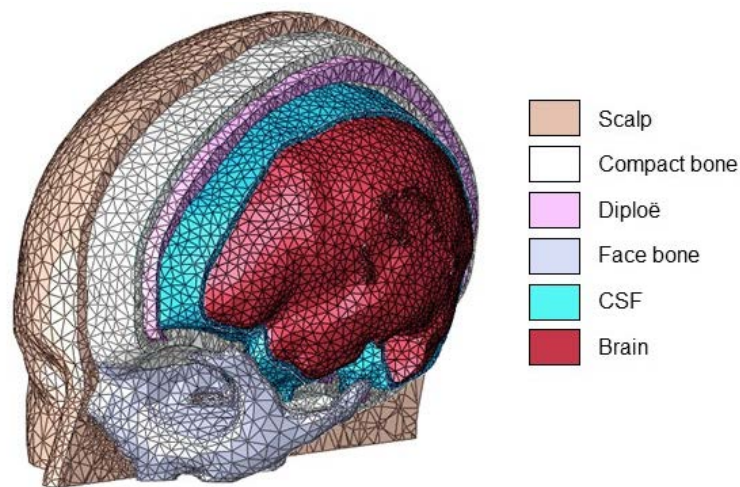 Scalp
Compact bone
Diploë
Face bone
CSF
Brain